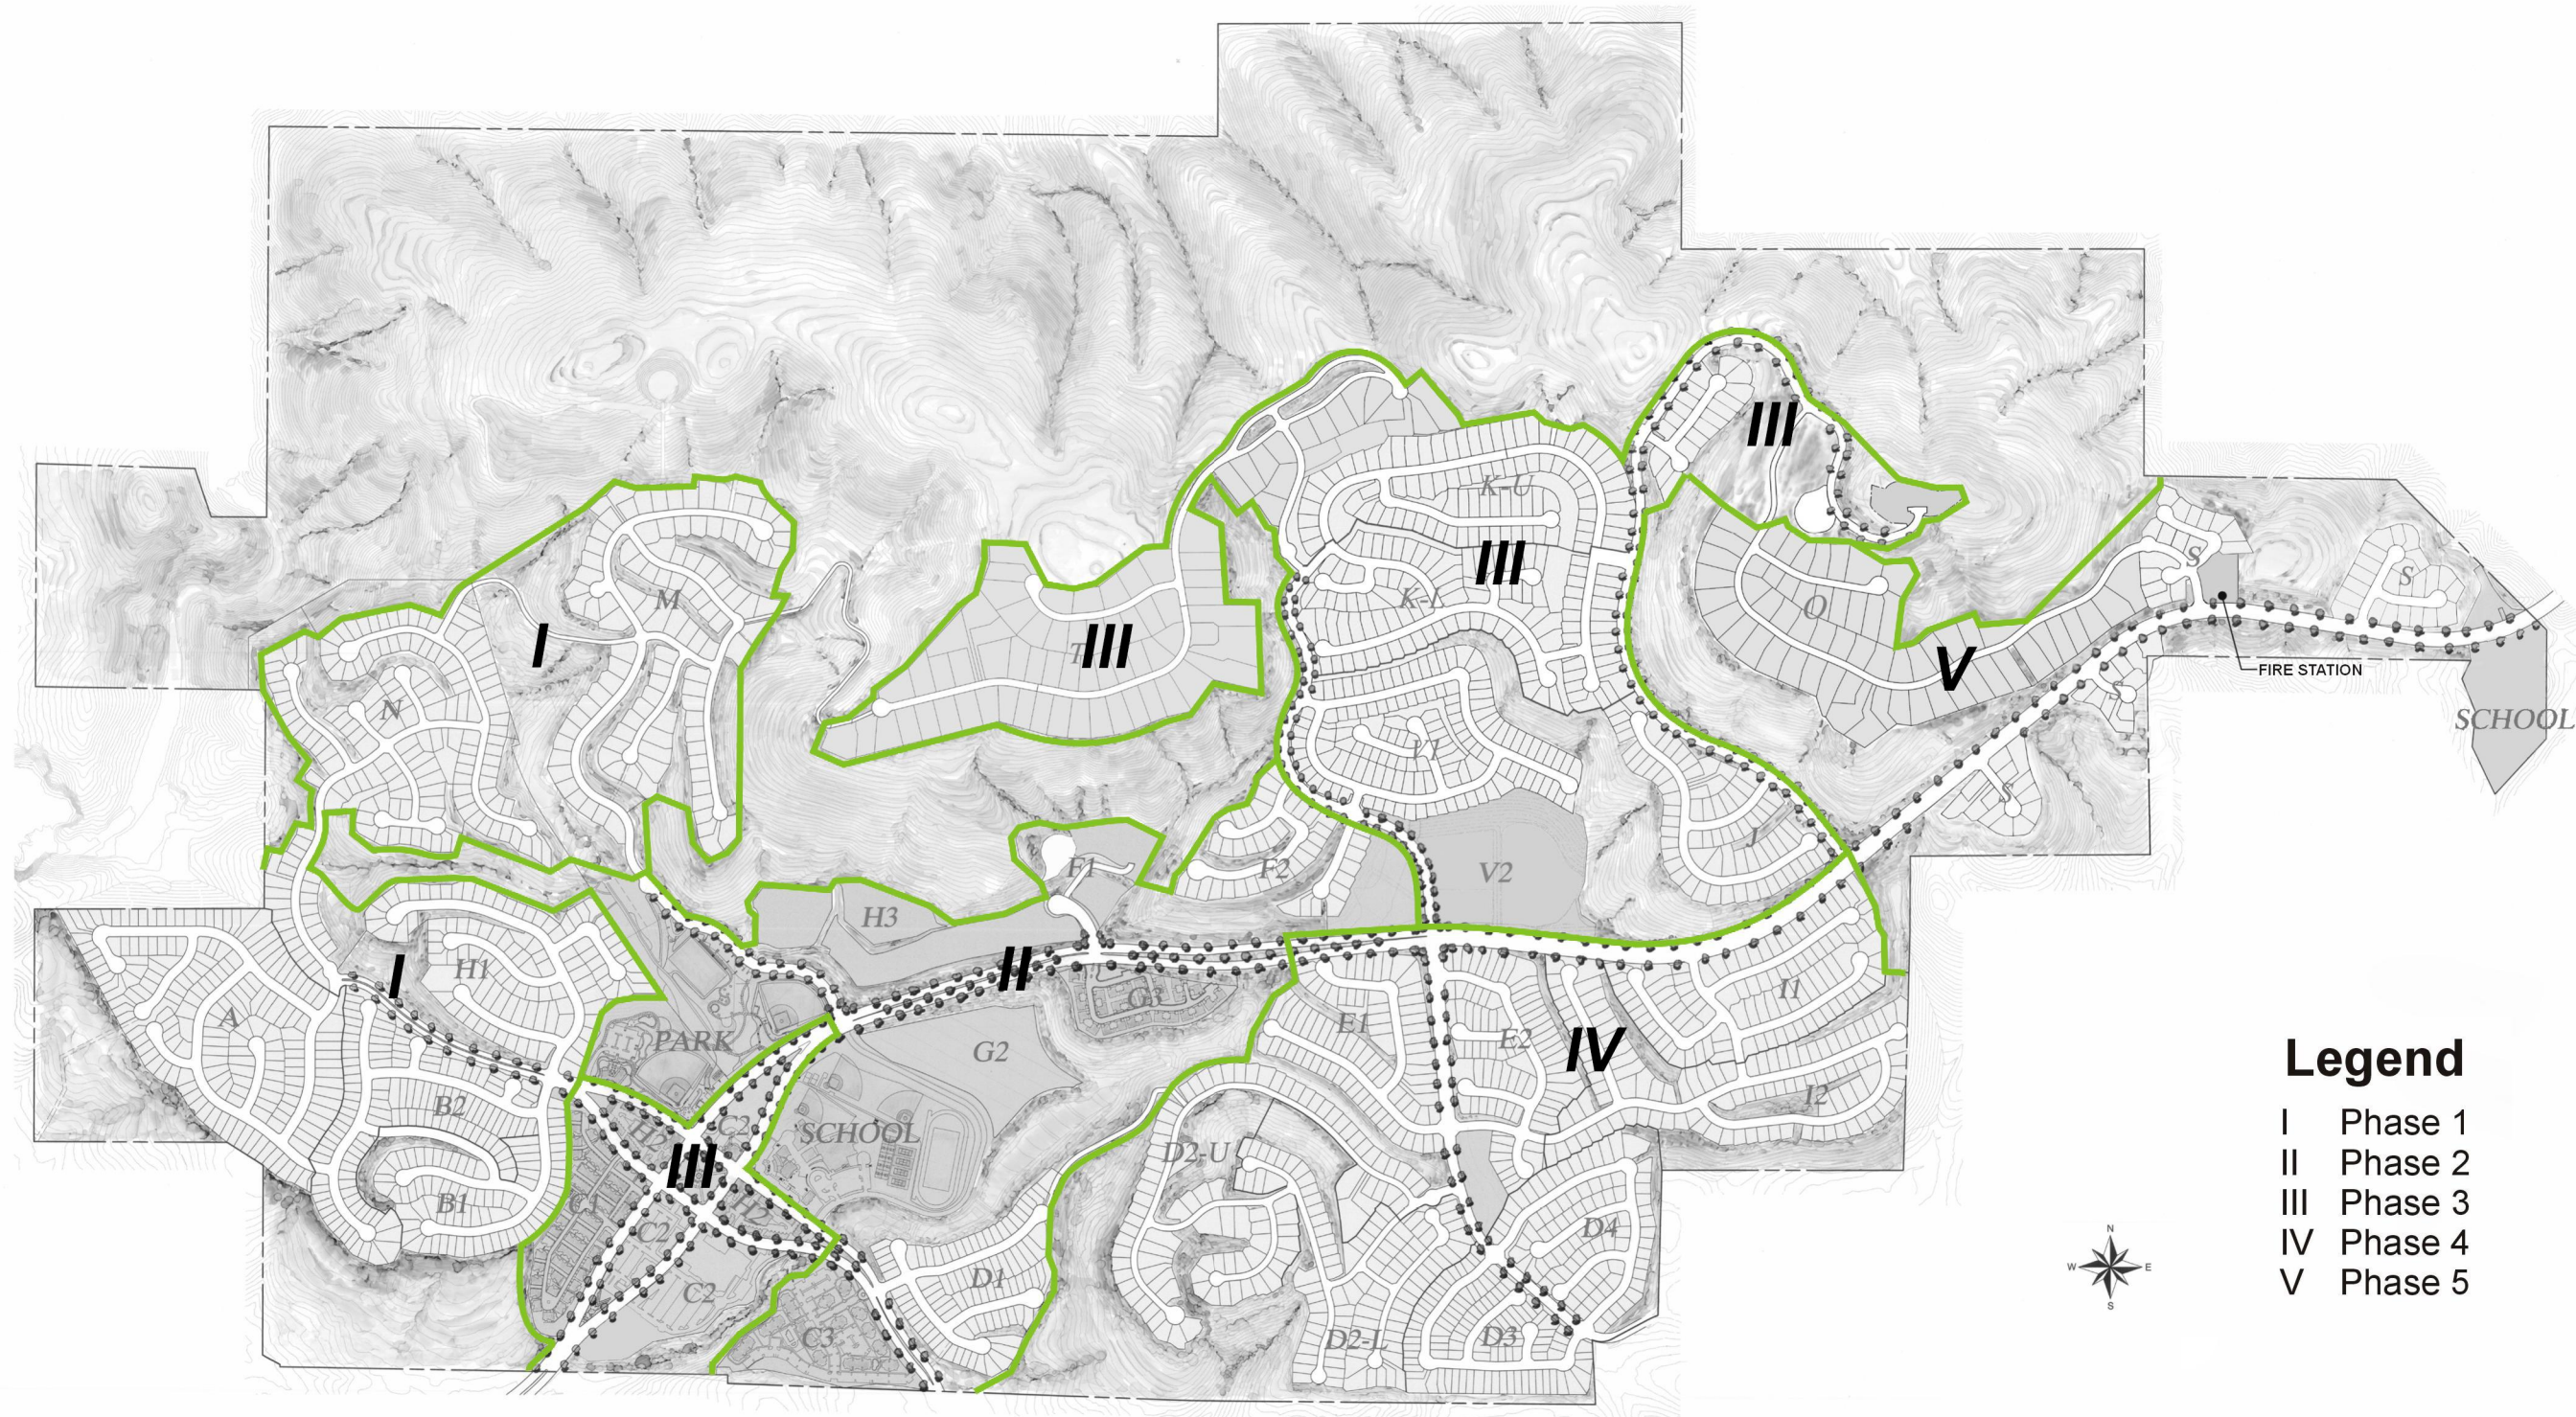 III
K-U
III
S
S
O
I
M
K-L
III
T
V
FIRE STATION
S
N
SCHOOL
V1
S
J
F1
F2
V2
H3
I
H1
II
G3
I1
A
PARK
E1
E2
IV
G2
Legend
B2
H3
C2
SCHOOL
I2
I Phase 1
D2-U
II Phase 2
III
B1
C1
H2
III Phase 3
C2
D4
N
IV Phase 4
W
E
D1
C2
V Phase 5
S
C3
D2-L
D3